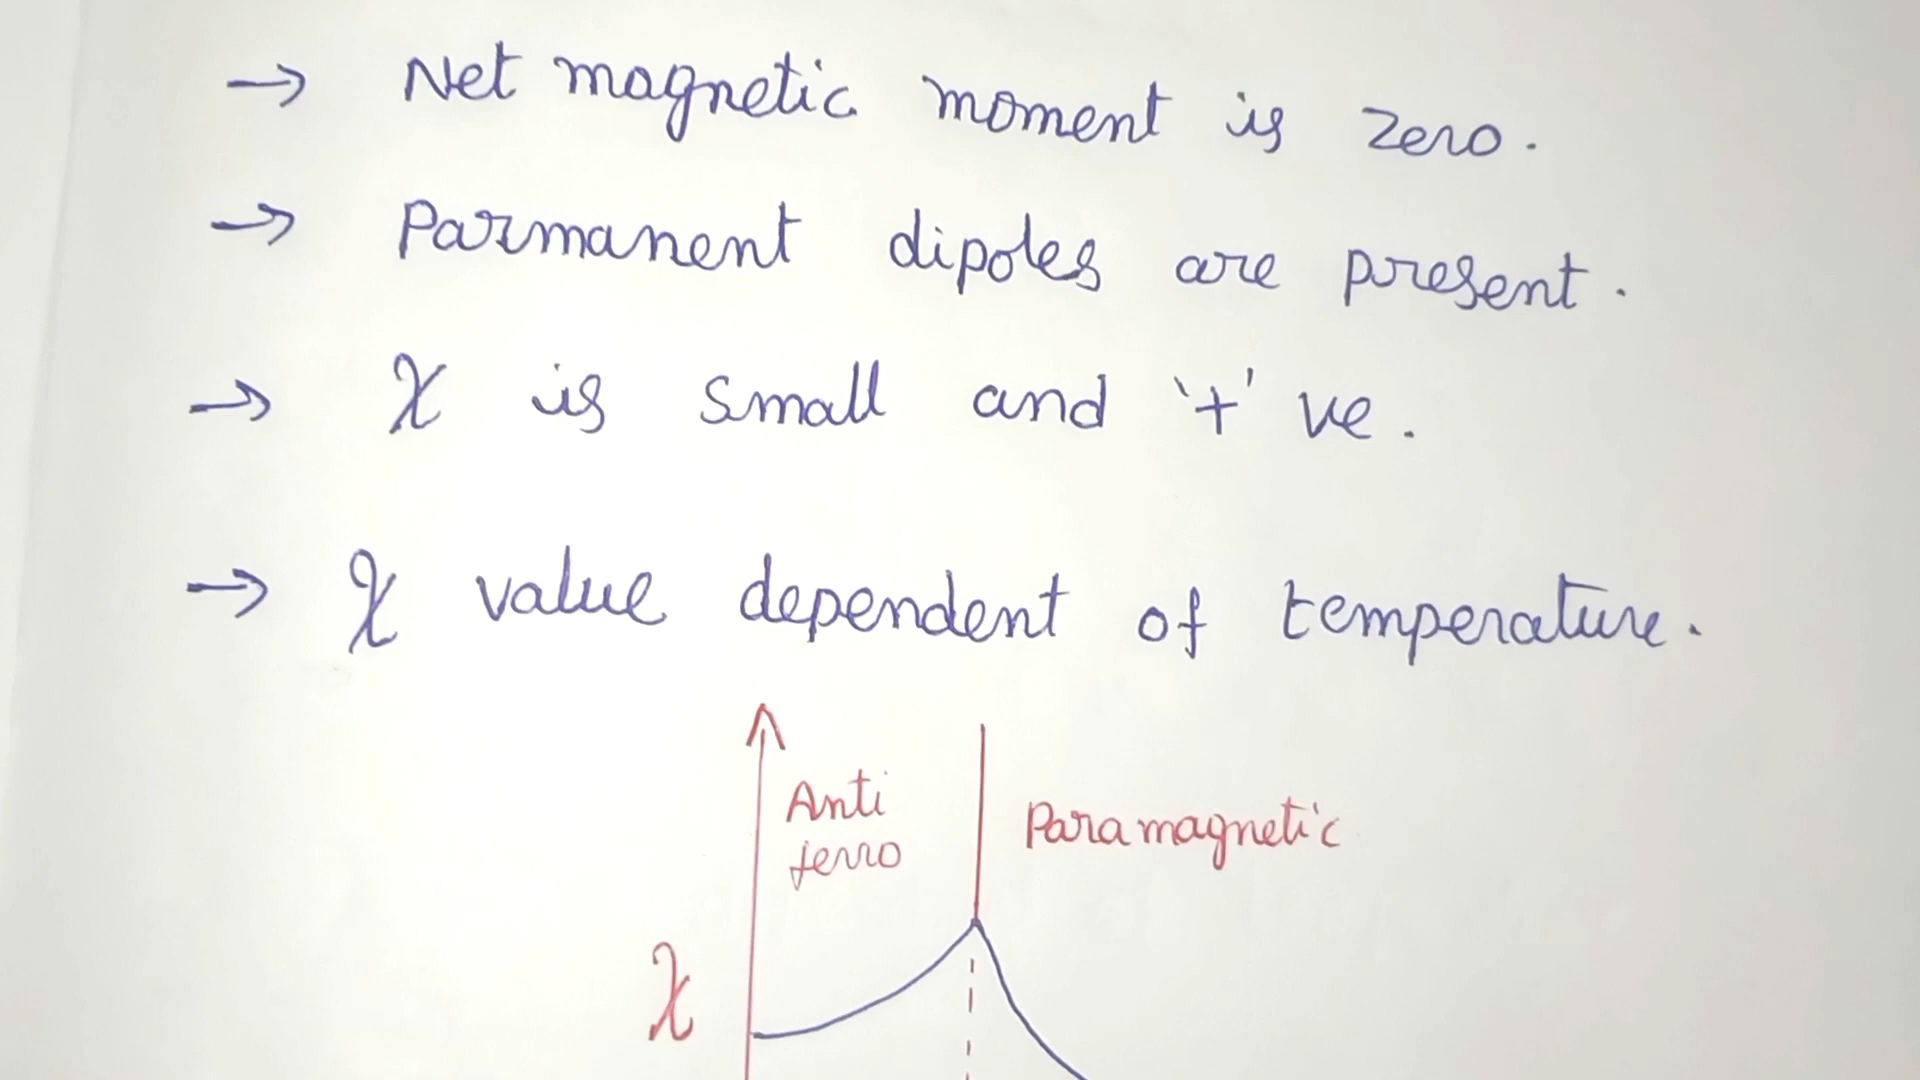 → Net magnetic moment is zero.
→ Parmanent dipoles are present.
→ χ is small and '+' ve.
→ χ value dependent of temperature.
Anti
ferro
Paramagnetic
χ